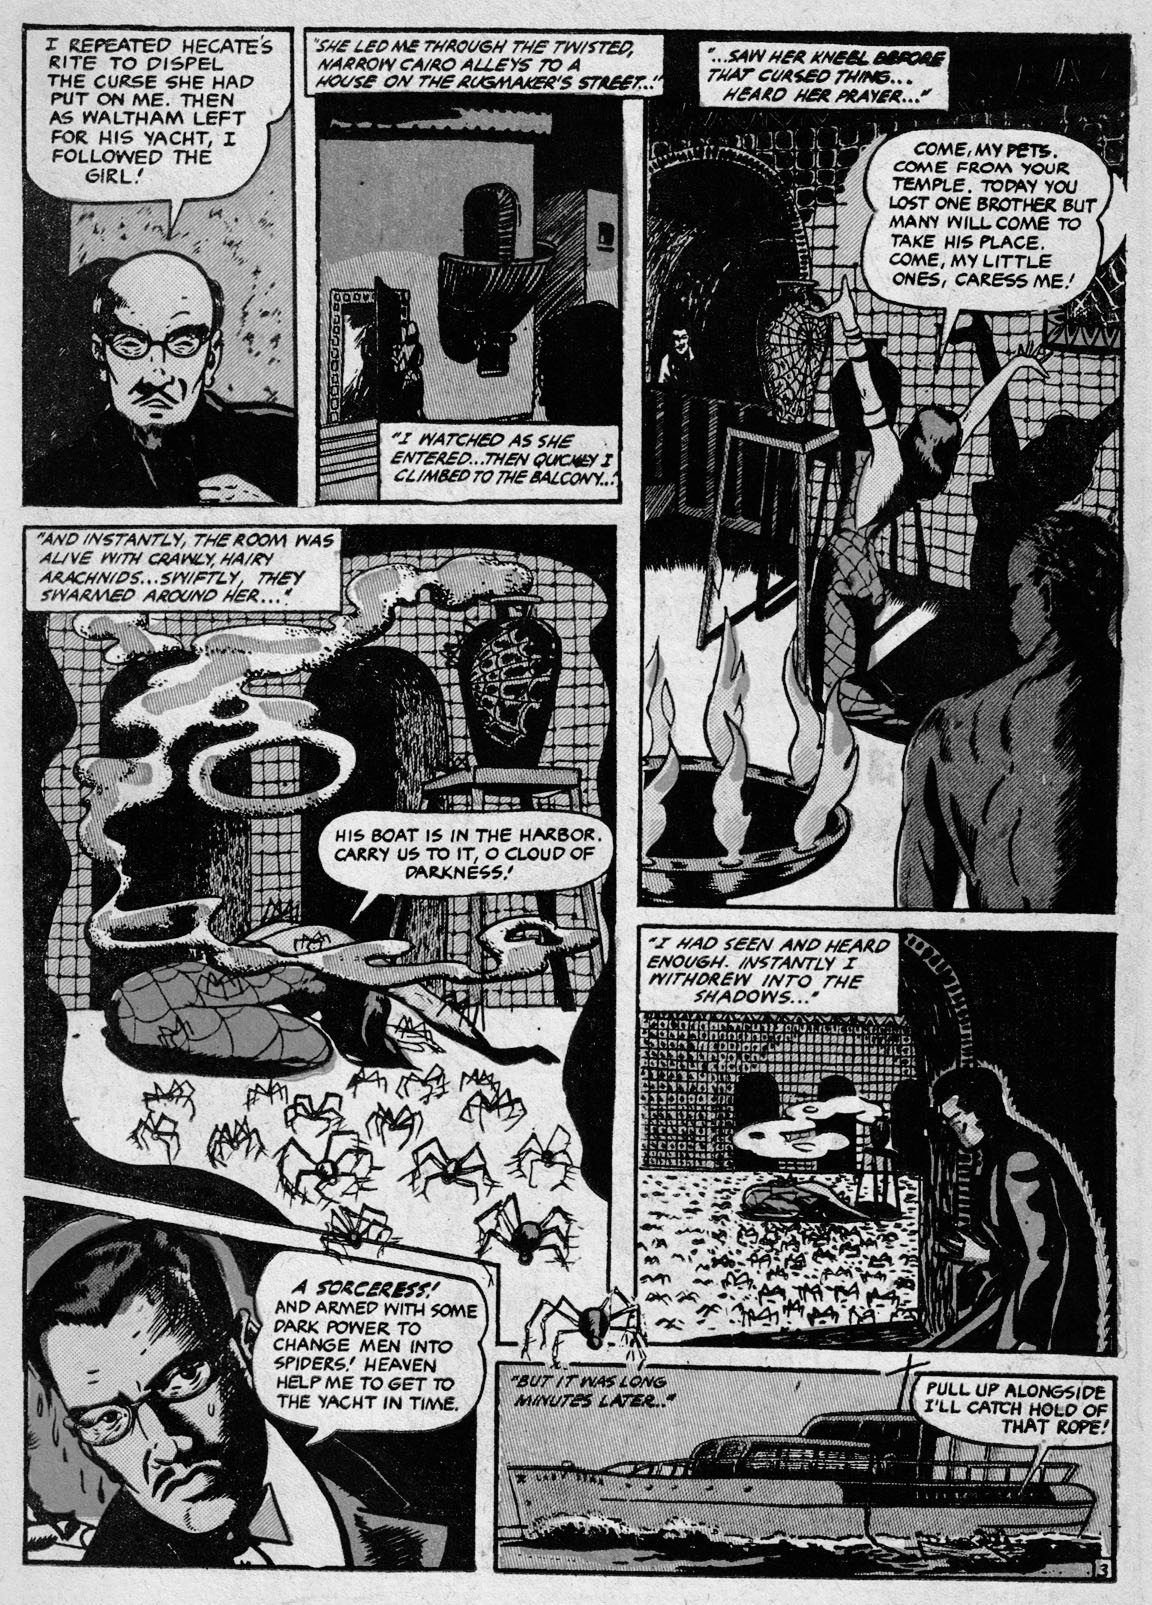 I REPEATED HECATE'S
RITE TO DISPEL
THE CURSE SHE HAD
PUT ON ME. THEN
AS WALTHAM LEFT
FOR HIS YACHT, I
FOLLOWED THE
GIRL!
"SHE LED ME THROUGH THE TWISTED,
NARROW CAIRO ALLEYS TO A
HOUSE ON THE RUGMAKER'S STREET..."
"I WATCHED AS SHE
ENTERED...THEN QUICKLY I
CLIMBED TO THE BALCONY..."
"...SAW HER KNEEL BEFORE
THAT CURSED THING...
HEARD HER PRAYER..."
COME, MY PETS.
COME FROM YOUR
TEMPLE. TODAY YOU
LOST ONE BROTHER BUT
MANY WILL COME TO
TAKE HIS PLACE.
COME, MY LITTLE
ONES, CARESS ME!
"AND INSTANTLY, THE ROOM WAS
ALIVE WITH CRAWLY, HAIRY
ARACHNIDS...SWIFTLY, THEY
SWARMED AROUND HER..."
HIS BOAT IS IN THE HARBOR.
CARRY US TO IT, O CLOUD OF
DARKNESS!
"I HAD SEEN AND HEARD
ENOUGH. INSTANTLY I
WITHDREW INTO THE
SHADOWS..."
A SORCERESS!
AND ARMED WITH SOME
DARK POWER TO
CHANGE MEN INTO
SPIDERS! HEAVEN
HELP ME TO GET TO
THE YACHT IN TIME.
"BUT IT WAS LONG
MINUTES LATER..."
PULL UP ALONGSIDE
I'LL CATCH HOLD OF
THAT ROPE!
3